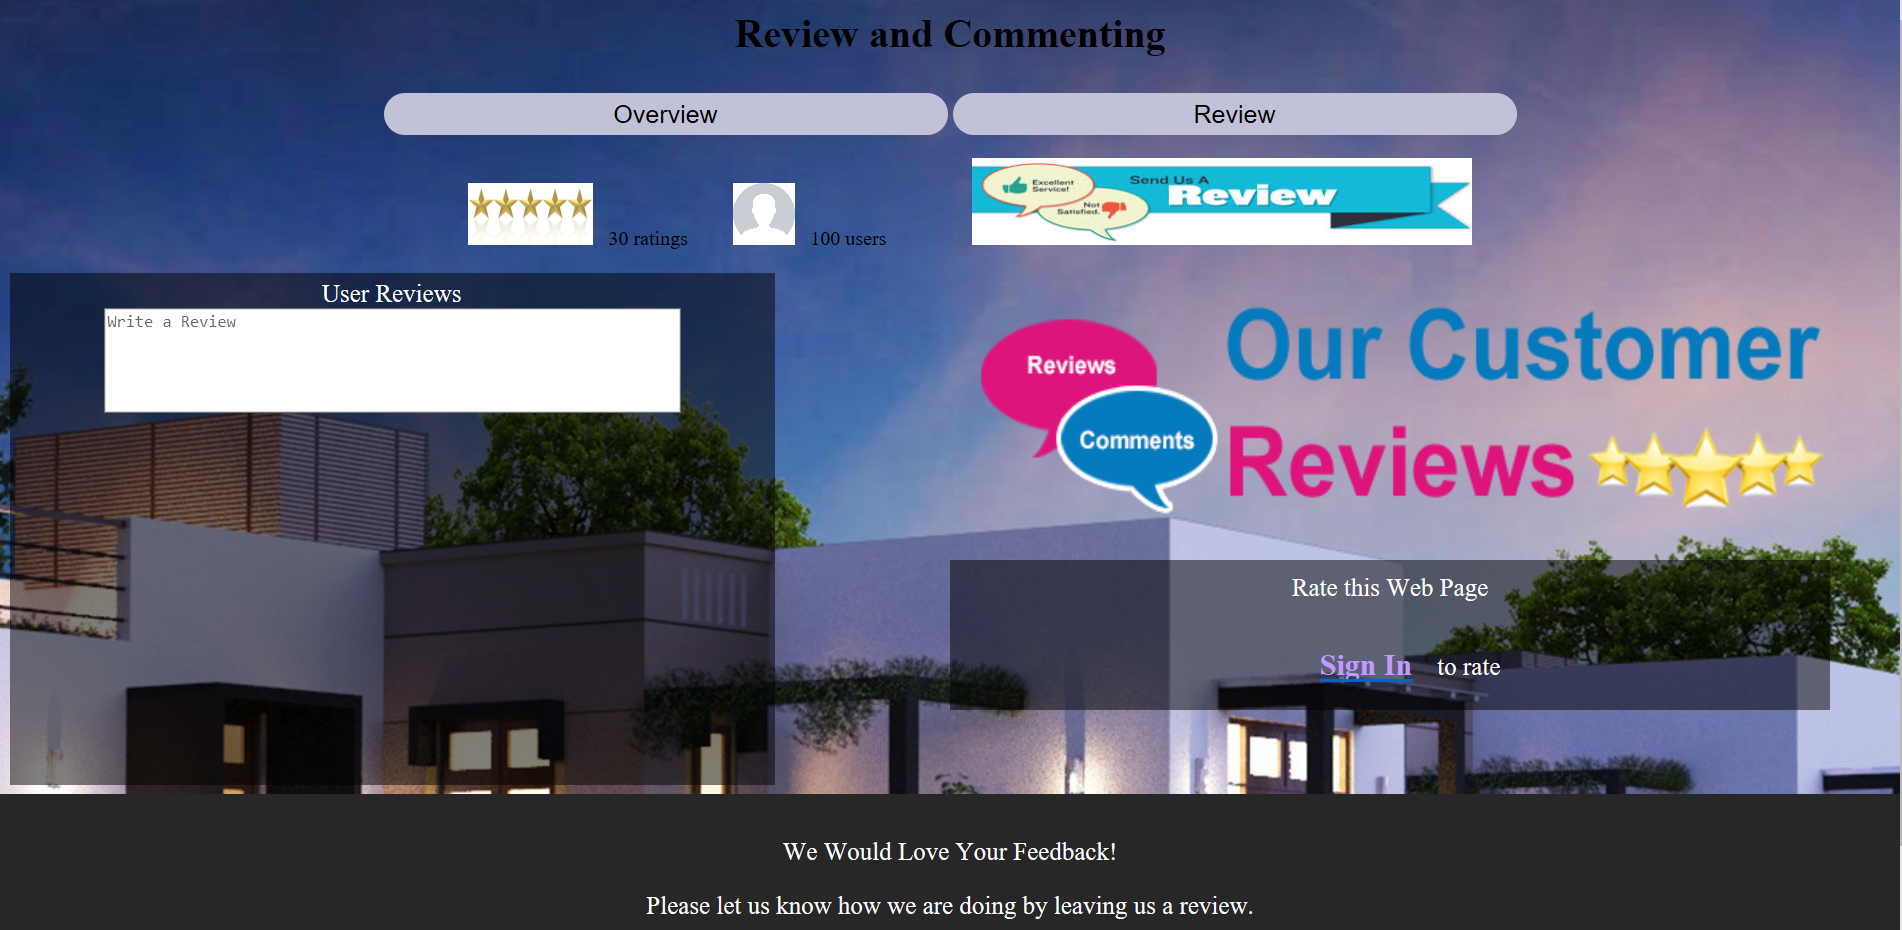 Review and Commenting
Overview
Review
30 ratings
100 users
Excellent
Service!
Not
Satisfied.
Send Us A
Review
User Reviews
Write a Review
Reviews
Comments
Our Customer
Reviews
Rate this Web Page
Sign In to rate
We Would Love Your Feedback!
Please let us know how we are doing by leaving us a review.